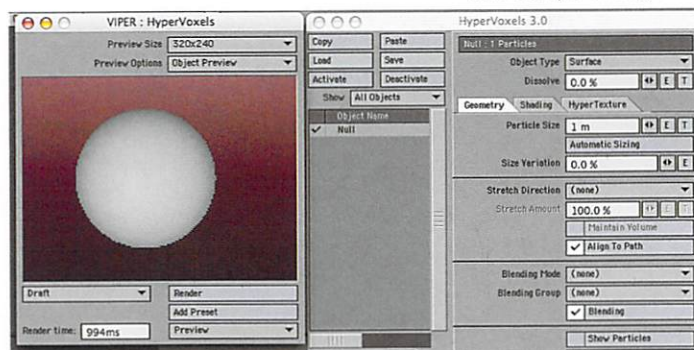 VIPER : HyperVoxels
Preview Size 320x240
Preview Options Object Preview
Draft Render
Add Preset
Render time: 994ms Preview
HyperVoxels 3.0
Copy Paste
Load Save
Activate Deactivate
Show All Objects
Object Name
Null
Null : 1 Particles
Object Type Surface
Dissolve 0.0 % E T
Geometry Shading HyperTexture
Particle Size 1 m E T
Automatic Sizing
Size Variation 0.0 % E
Stretch Direction (none)
Stretch Amount 100.0 % E T
Maintain Volume
Align To Path
Blending Mode (none)
Blending Group (none)
Blending
Show Particles